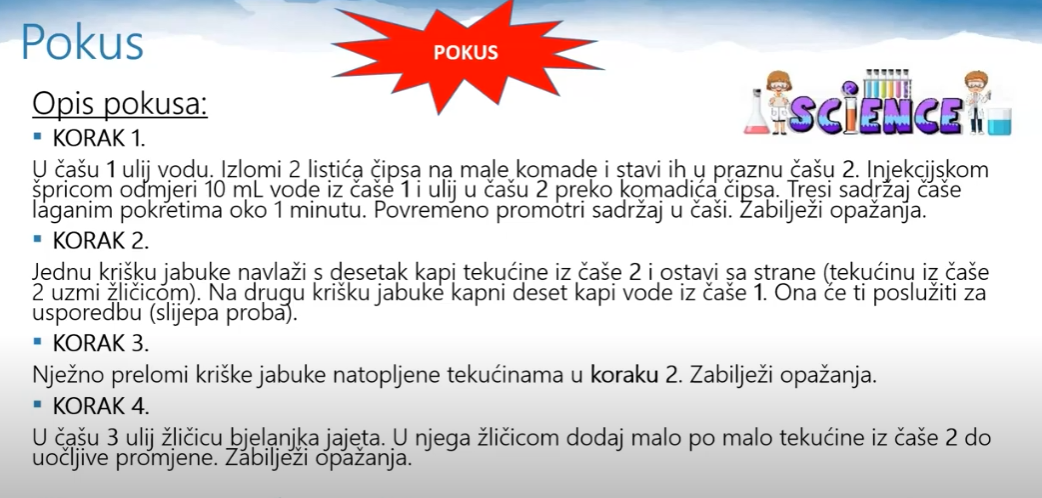 Pokus
POKUS
SCIENCE
Opis pokusa:
▪ KORAK 1.
U čašu 1 ulij vodu. Izlomi 2 listića čipsa na male komade i stavi ih u praznu čašu 2. Injekcijskom
špricom odmjeri 10 mL vode iz čaše 1 i ulij u čašu 2 preko komadića čipsa. Tresi sadržaj čaše
laganim pokretima oko 1 minutu. Povremeno promotri sadržaj u čaši. Zabilježi opažanja.
▪ KORAK 2.
Jednu krišku jabuke navlaži s desetak kapi tekućine iz čaše 2 i ostavi sa strane (tekućinu iz čaše
2 uzmi žličicom). Na drugu krišku jabuke kapni deset kapi vode iz čaše 1. Ona će ti poslužiti za
usporedbu (slijepa proba).
▪ KORAK 3.
Nježno prelomi kriške jabuke natopljene tekućinama u koraku 2. Zabilježi opažanja.
▪ KORAK 4.
U čašu 3 ulij žličicu bjelanjka jajeta. U njega žličicom dodaj malo po malo tekućine iz čaše 2 do
uočljive promjene. Zabilježi opažanja.